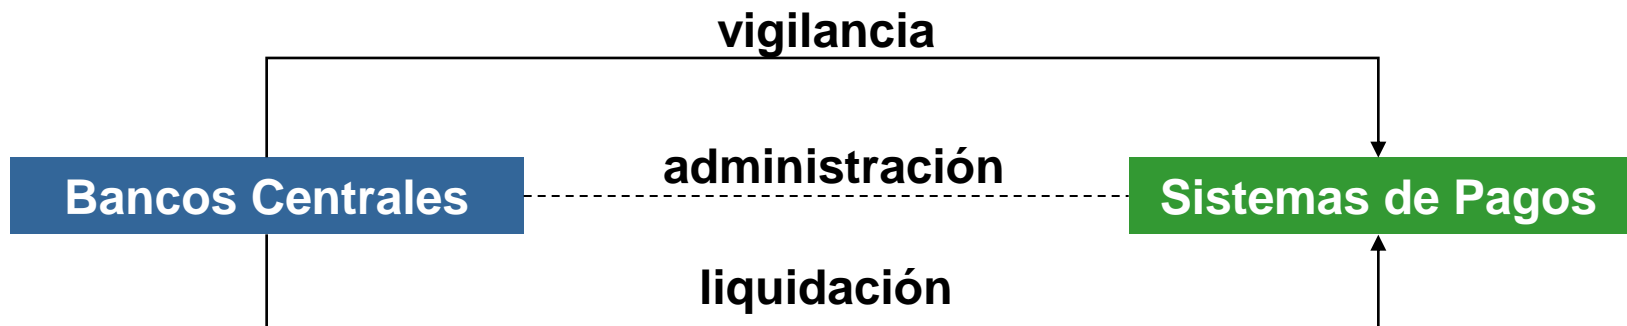 vigilancia
administración
Bancos Centrales
Sistemas de Pagos
liquidación